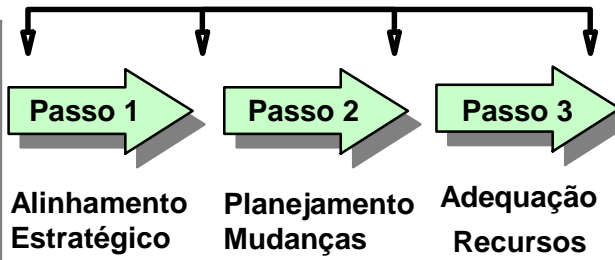 Passo 1
Passo 2
Passo 3
Alinhamento
Estratégico
Planejamento
Mudanças
Adequação
Recursos